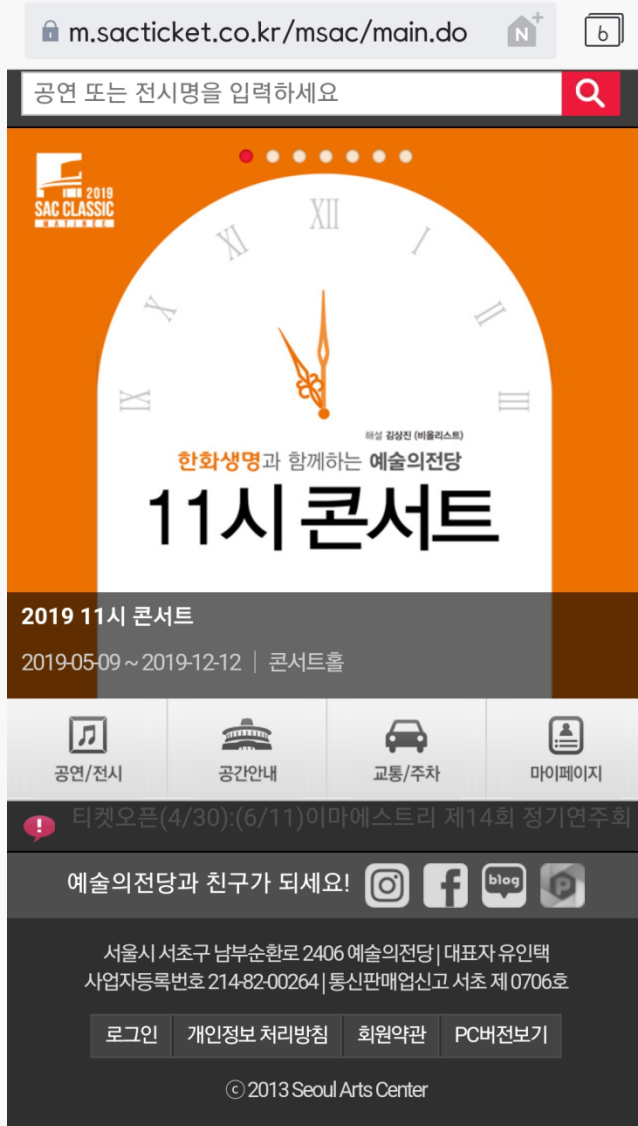 m.sacticket.co.kr/msac/main.do
N+
6
공연 또는 전시명을 입력하세요
2019
SAC CLASSIC
MATINEE
XII
XI
I
X
II
IX
III
해설 김상진 (비올리스트)
한화생명과 함께하는 예술의전당
11시 콘서트
2019 11시 콘서트
2019-05-09 ~ 2019-12-12 | 콘서트홀
공연/전시
공간안내
교통/주차
마이페이지
티켓오픈(4/30):(6/11)이마에스트리 제14회 정기연주회
예술의전당과 친구가 되세요!
f
blog
P
서울시 서초구 남부순환로 2406 예술의전당 | 대표자 유인택
사업자등록번호 214-82-00264 | 통신판매업신고 서초 제 0706호
로그인
개인정보 처리방침
회원약관
PC버전보기
ⓒ 2013 Seoul Arts Center